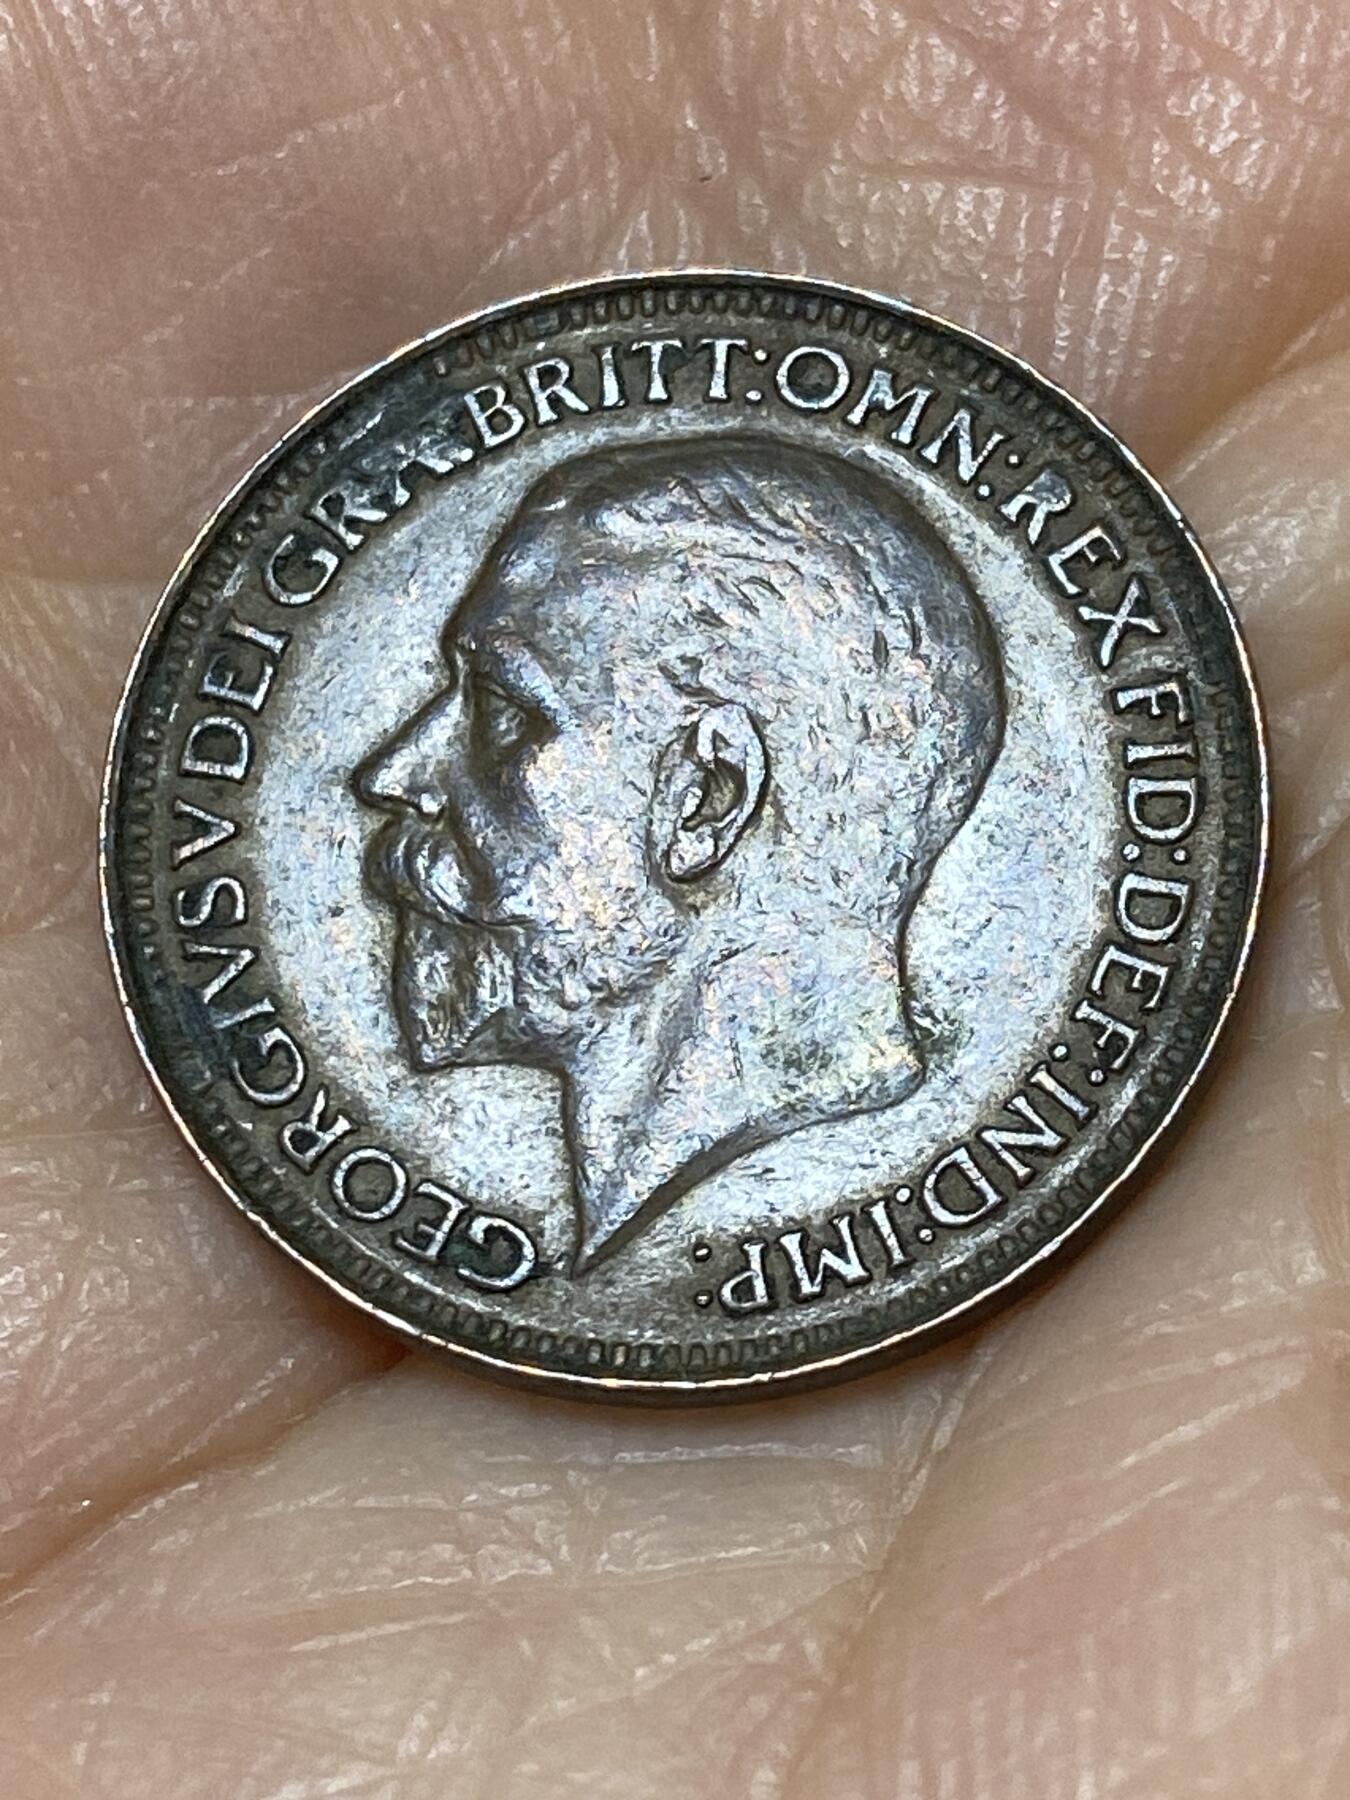 GEORGIVS V DEI GRA: BRITT: OMN: REX FID: DEF: IND: IMP: